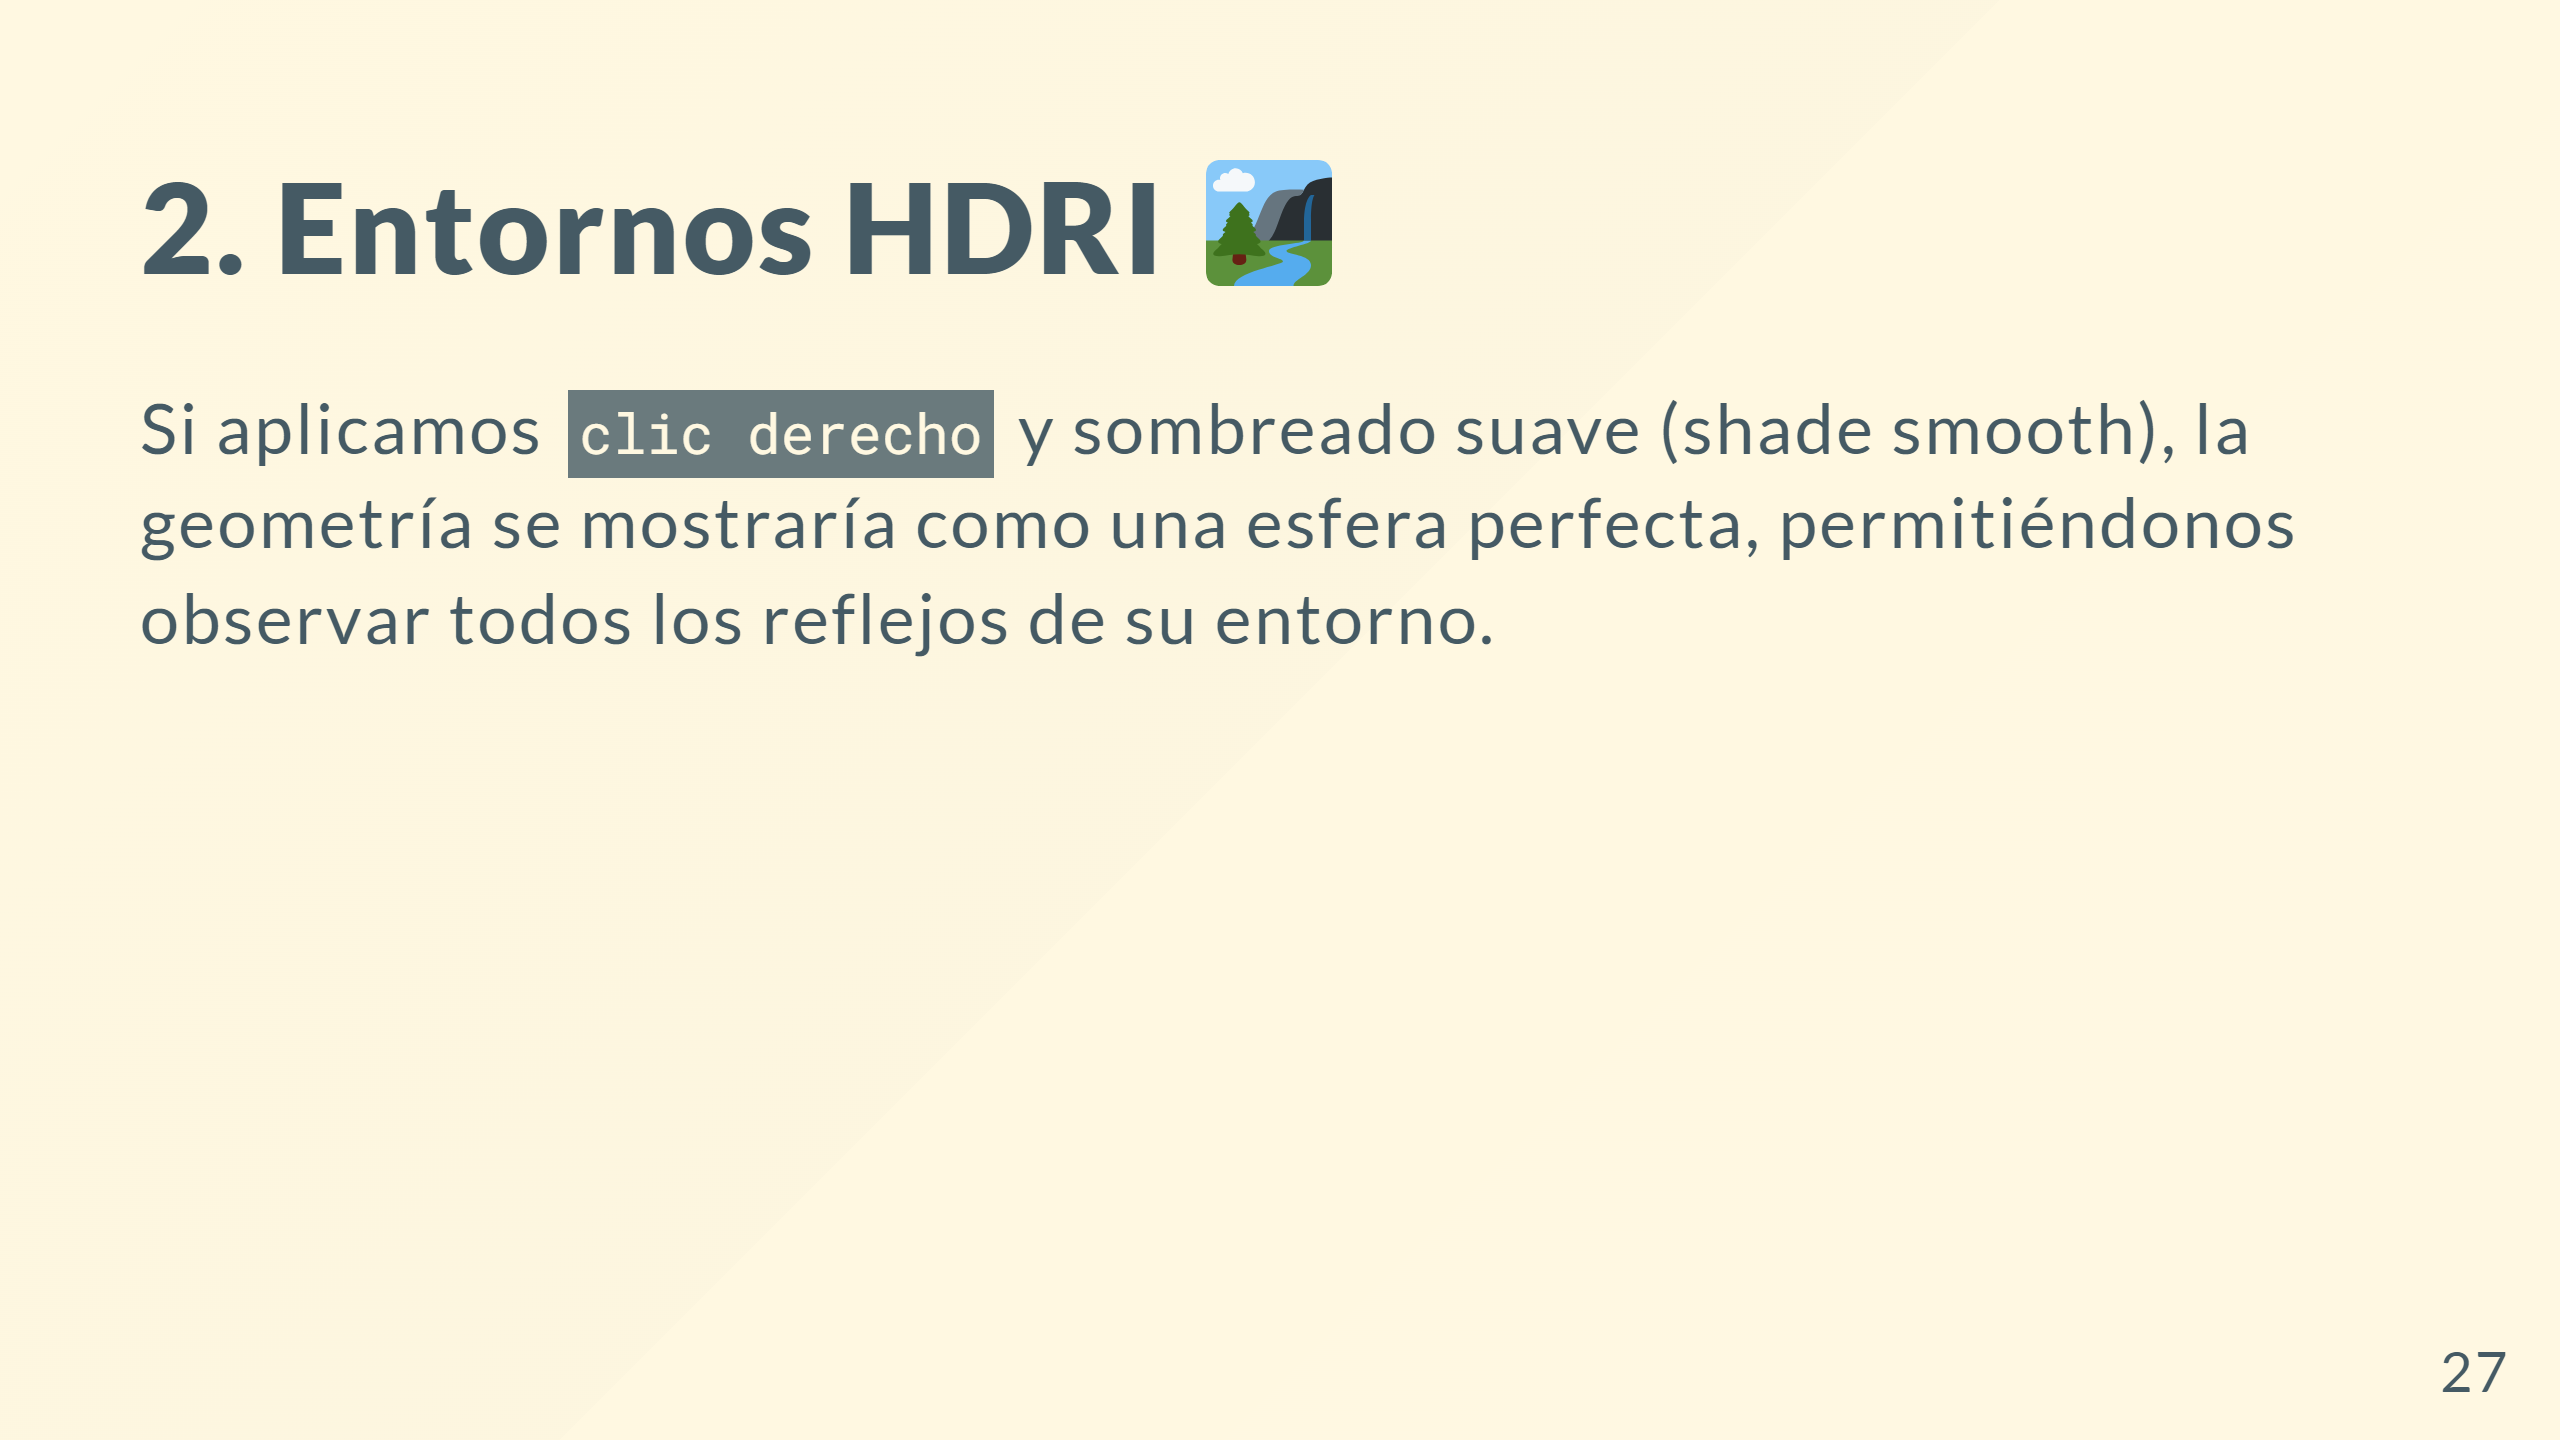 2. Entornos HDRI
Si aplicamos clic derecho y sombreado suave (shade smooth), la
geometría se mostraría como una esfera perfecta, permitiéndonos
observar todos los reflejos de su entorno.
27